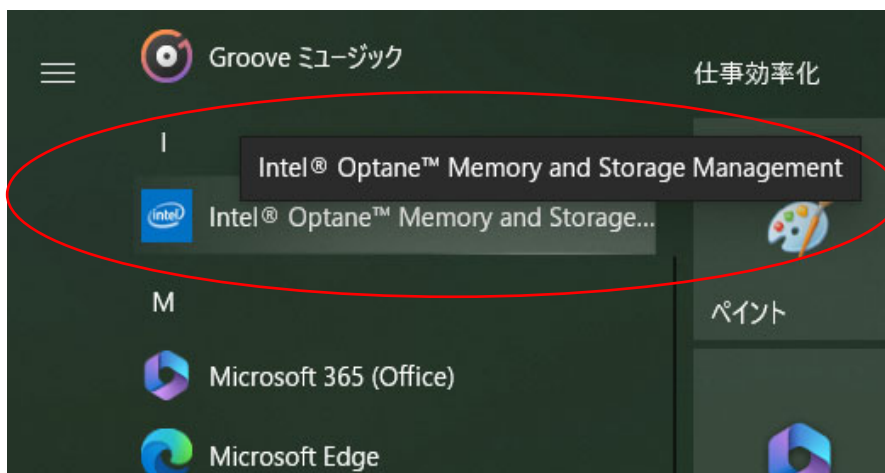 Groove ミュージック
仕事効率化
I
Intel® Optane™ Memory and Storage Management
intel
Intel® Optane™ Memory and Storage...
M
ペイント
Microsoft 365 (Office)
Microsoft Edge